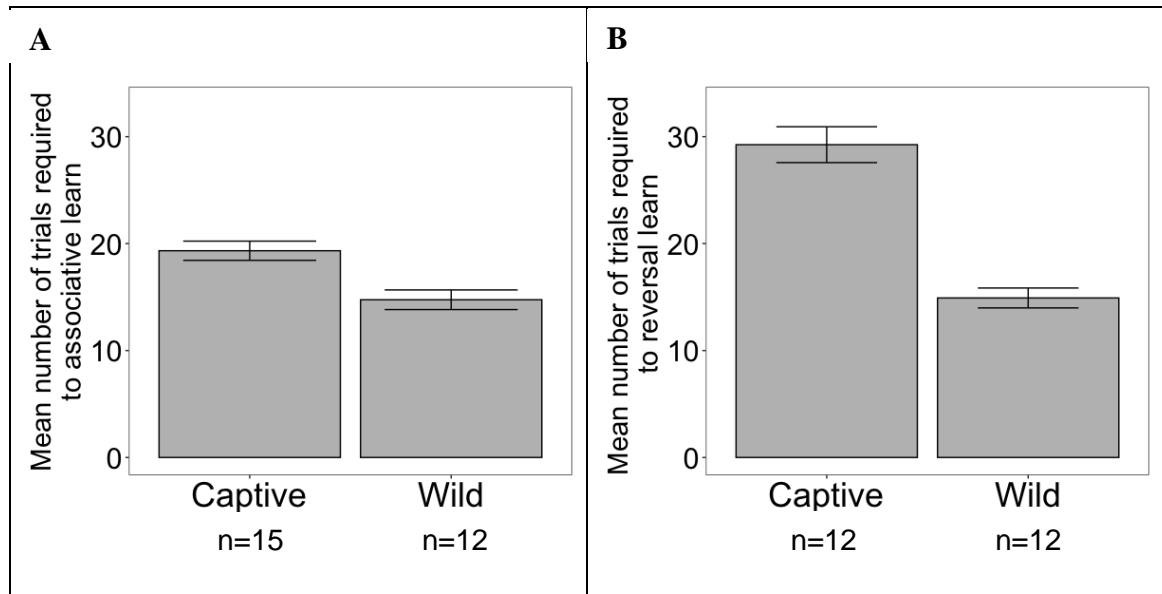 A
Mean number of trials required
to associative learn
30
20
10
0
Captive
Wild
n=15
n=12
B
Mean number of trials required
to reversal learn
30
20
10
0
Captive
Wild
n=12
n=12